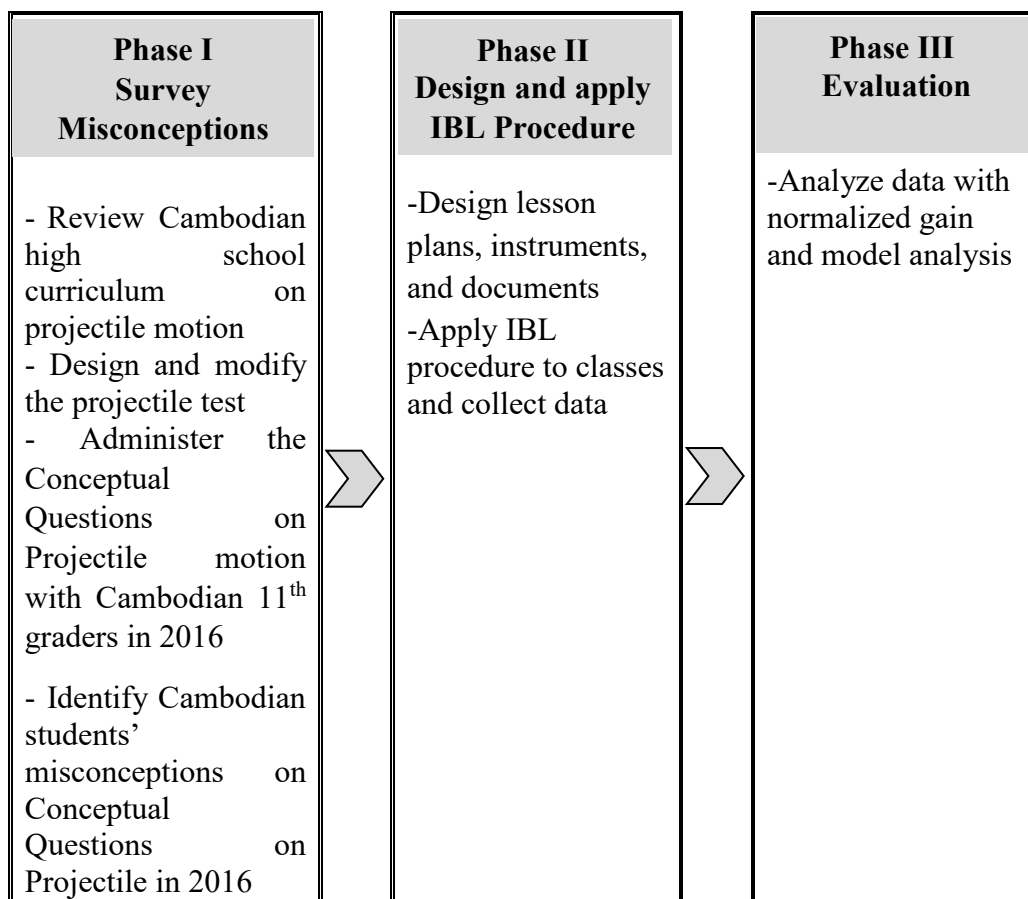 Phase I
Survey
Misconceptions
- Review Cambodian
high school
curriculum on
projectile motion
- Design and modify
the projectile test
- Administer the
Conceptual
Questions on
Projectile motion
with Cambodian 11th
graders in 2016
- Identify Cambodian
students’
misconceptions on
Conceptual
Questions on
Projectile in 2016
Phase II
Design and apply
IBL Procedure
-Design lesson
plans, instruments,
and documents
-Apply IBL
procedure to classes
and collect data
Phase III
Evaluation
-Analyze data with
normalized gain
and model analysis